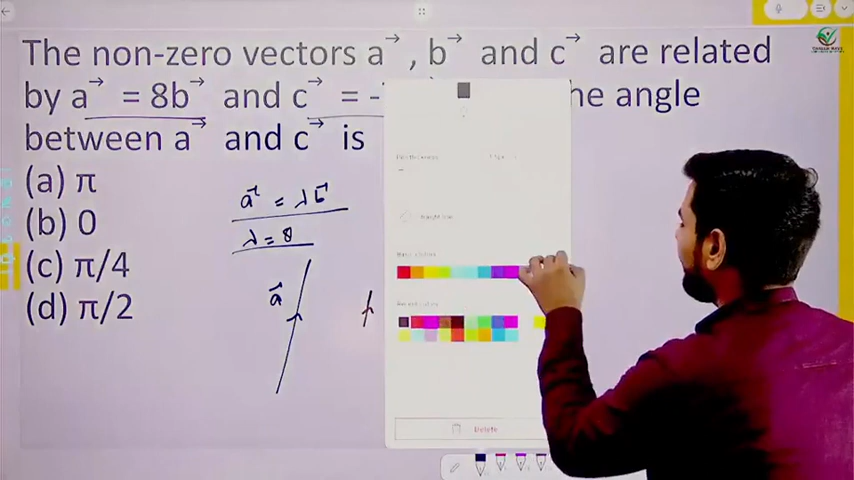 The non-zero vectors a⃗ , b⃗ and c⃗ are related
by a⃗ = 8b⃗ and c⃗ = - he angle
between a⃗ and c⃗ is
(a) π
(b) 0
(c) π/4
(d) π/2
a⃗ = λb⃗
λ = 8
a⃗
Delete